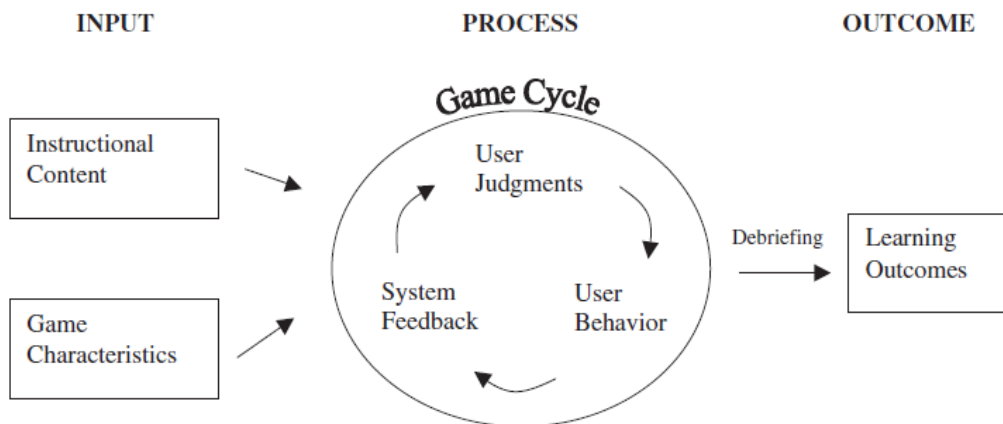 INPUT
PROCESS
OUTCOME
Game Cycle
Instructional
Content
User
Judgments
Debriefing
Learning
Outcomes
System
Feedback
User
Behavior
Game
Characteristics